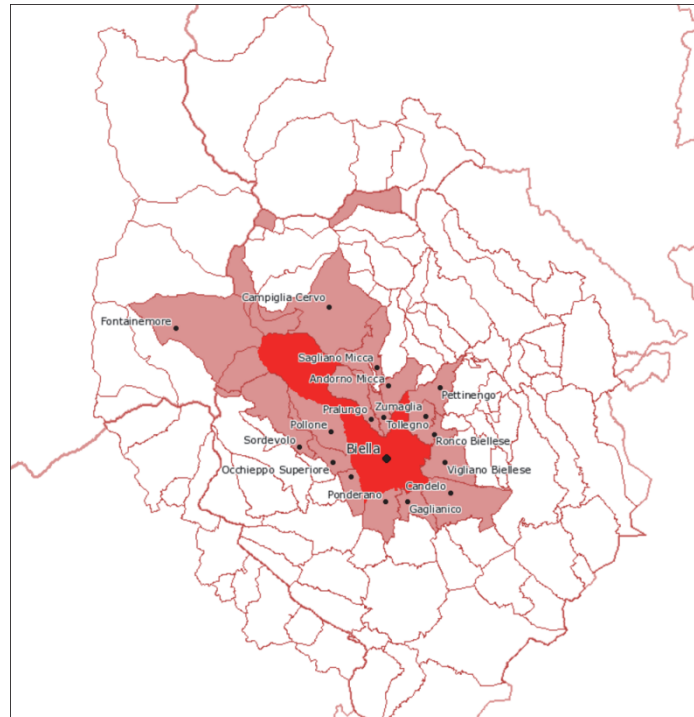 Campiglia Cervo
Fontainemore
Sagliano Micca
Andorno Micca
Pettinengo
Zumaglia
Pralungo
Tollegno
Pollone
Ronco Biellese
Sordevolo
Biella
Occhieppo Superiore
Vigliano Biellese
Candelo
Ponderano
Gaglianico